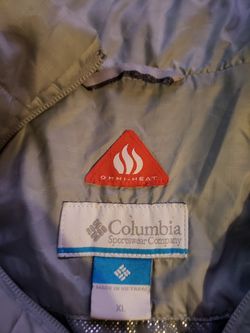 OMNI-HEAT
Columbia
Sportswear Company
MADE IN VIETNAM
XL